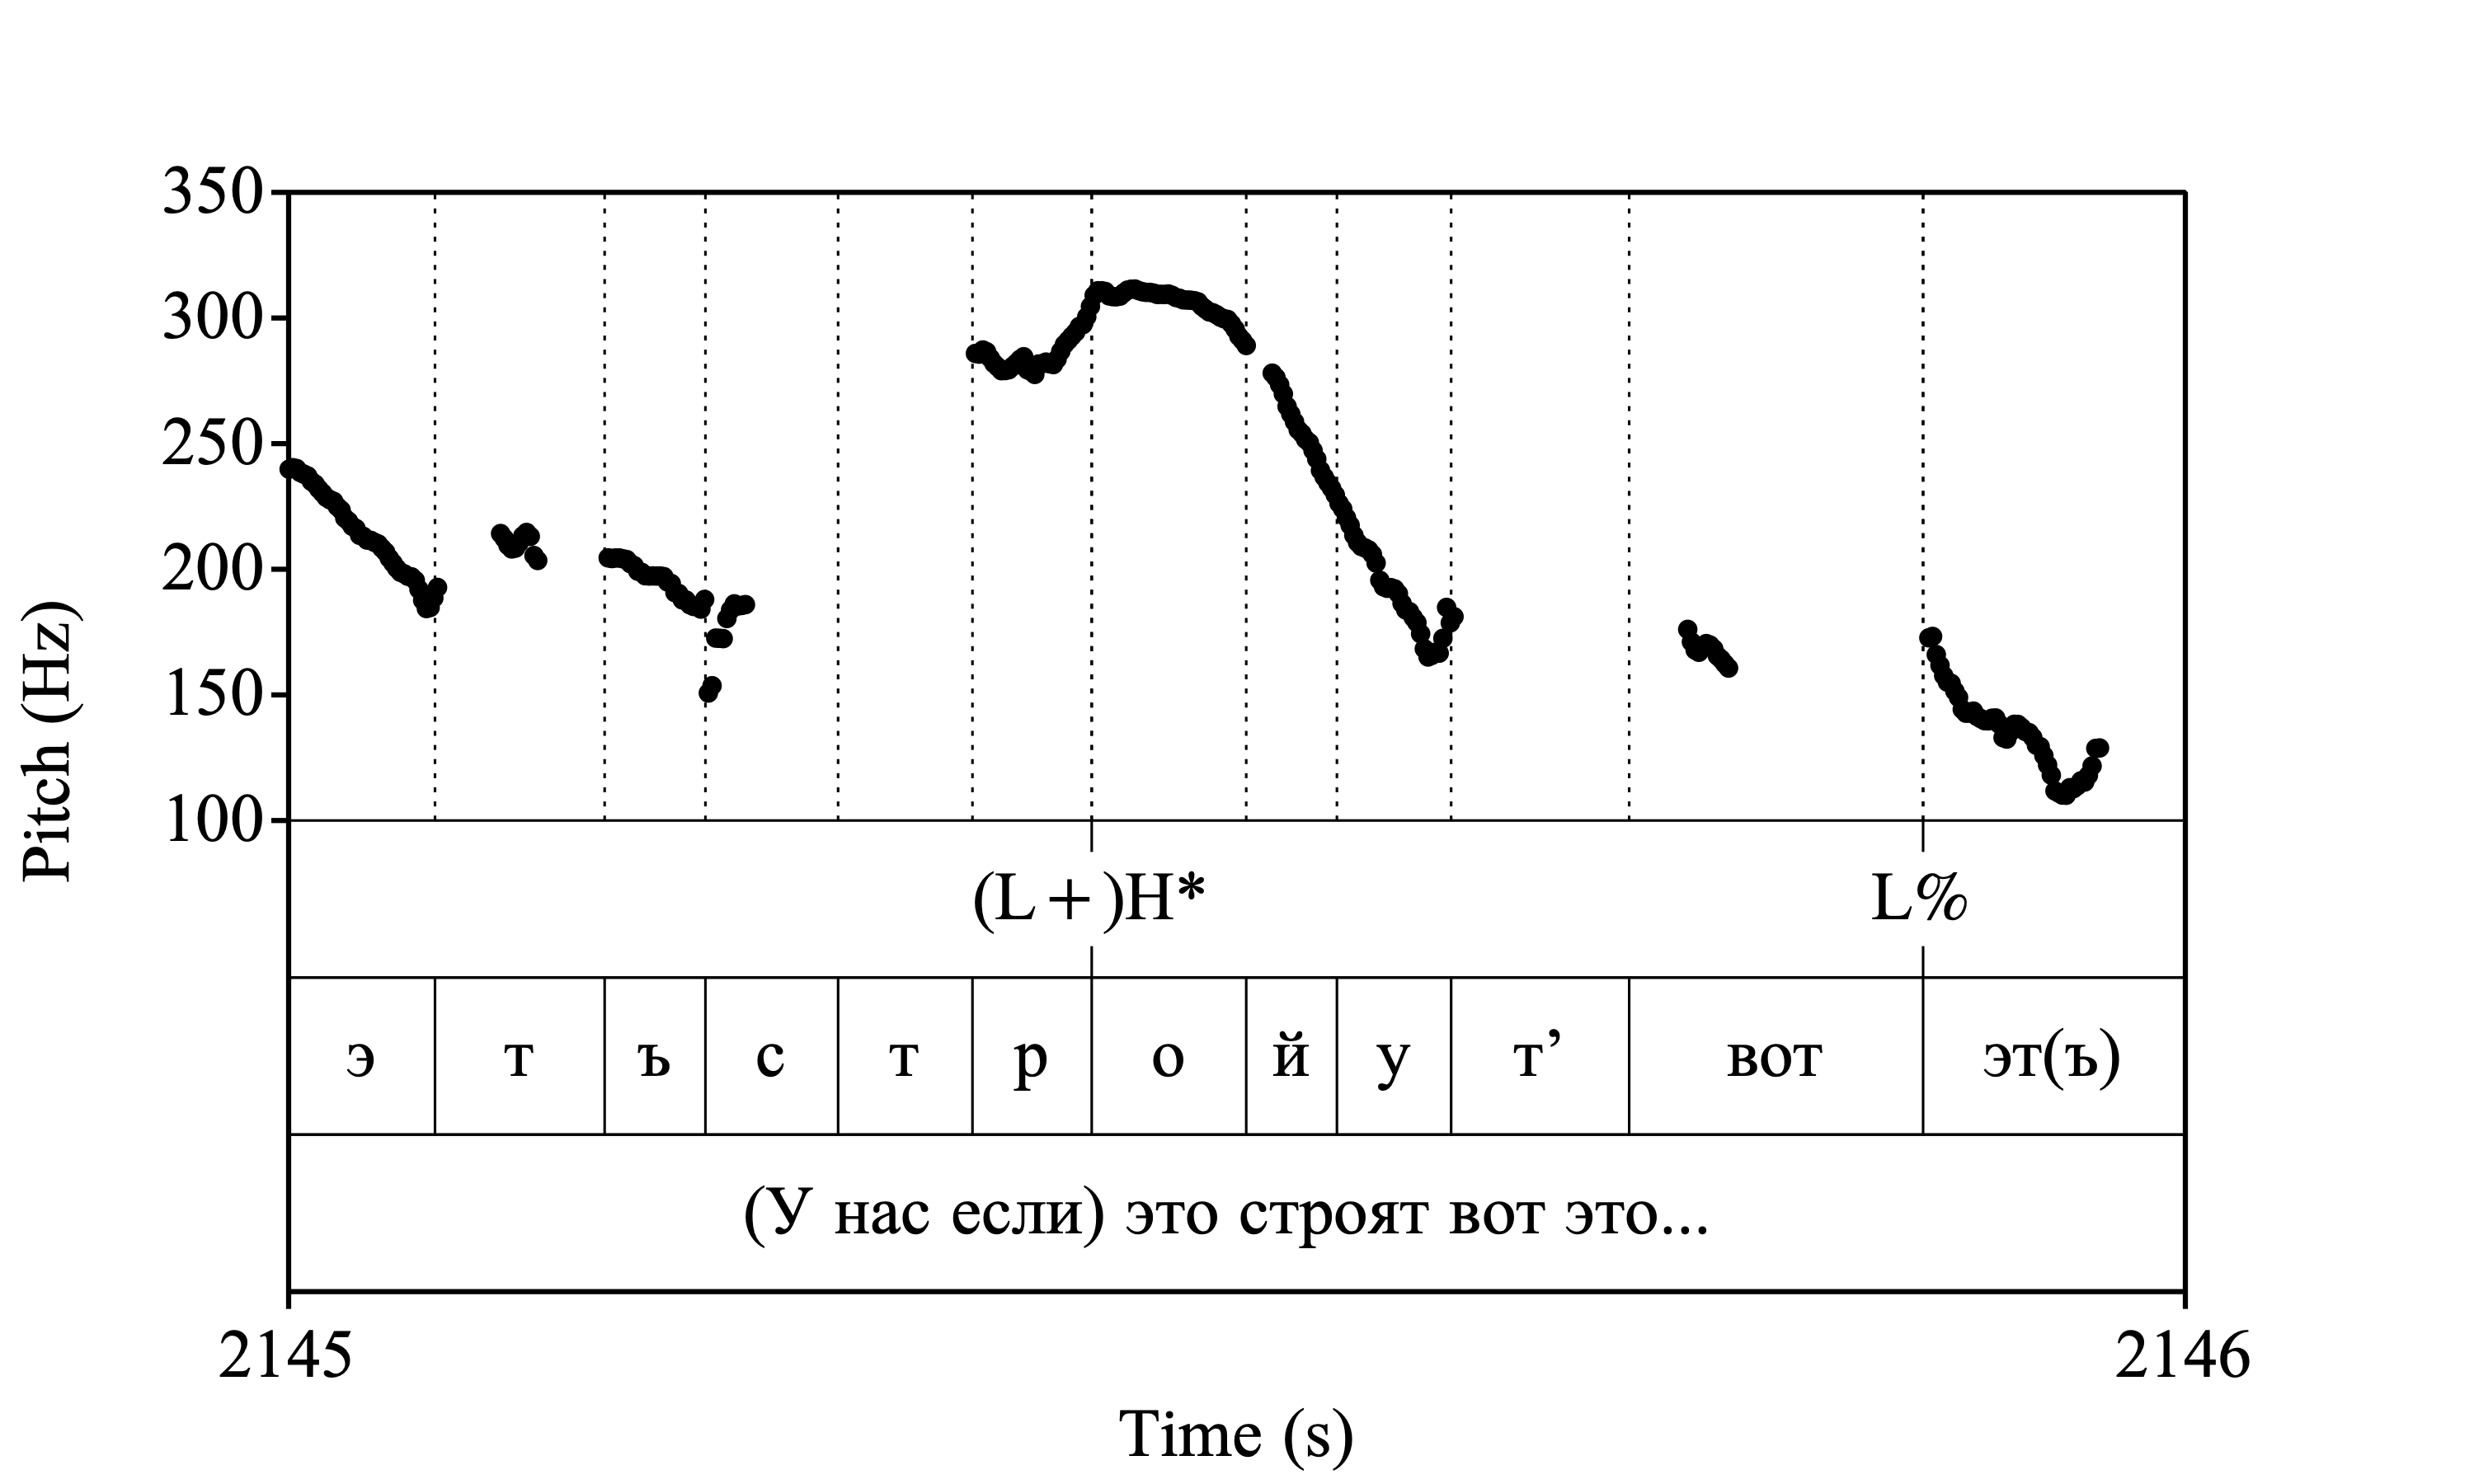 350
300
250
200
150
100
Pitch (Hz)
(L+)H* L%
э т ъ с т р о й у т’ вот эт(ъ)
(У нас если) это строят вот это...
2145 2146
Time (s)